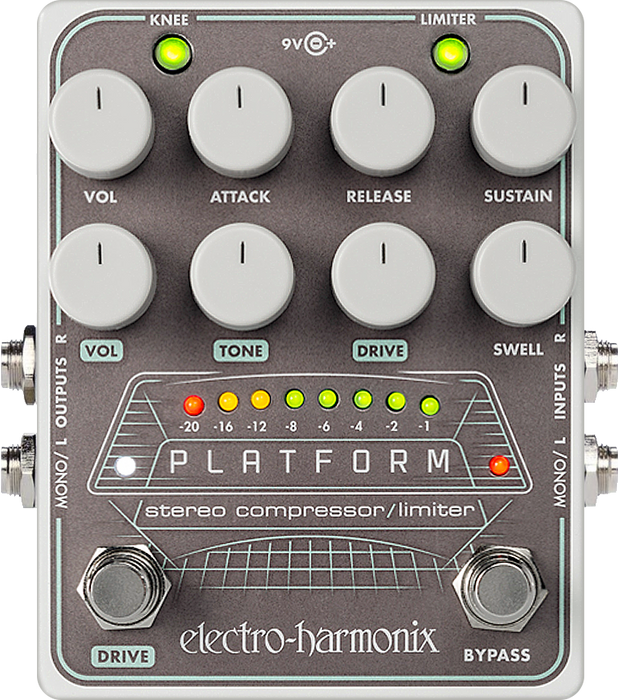 KNEE
LIMITER
9V +
VOL
ATTACK
RELEASE
SUSTAIN
VOL
TONE
DRIVE
SWELL
MONO/ L OUTPUTS R
MONO/ L INPUTS R
-20 -16 -12 -8 -6 -4 -2 -1
PLATFORM
stereo compressor/limiter
electro-harmonix
DRIVE
BYPASS